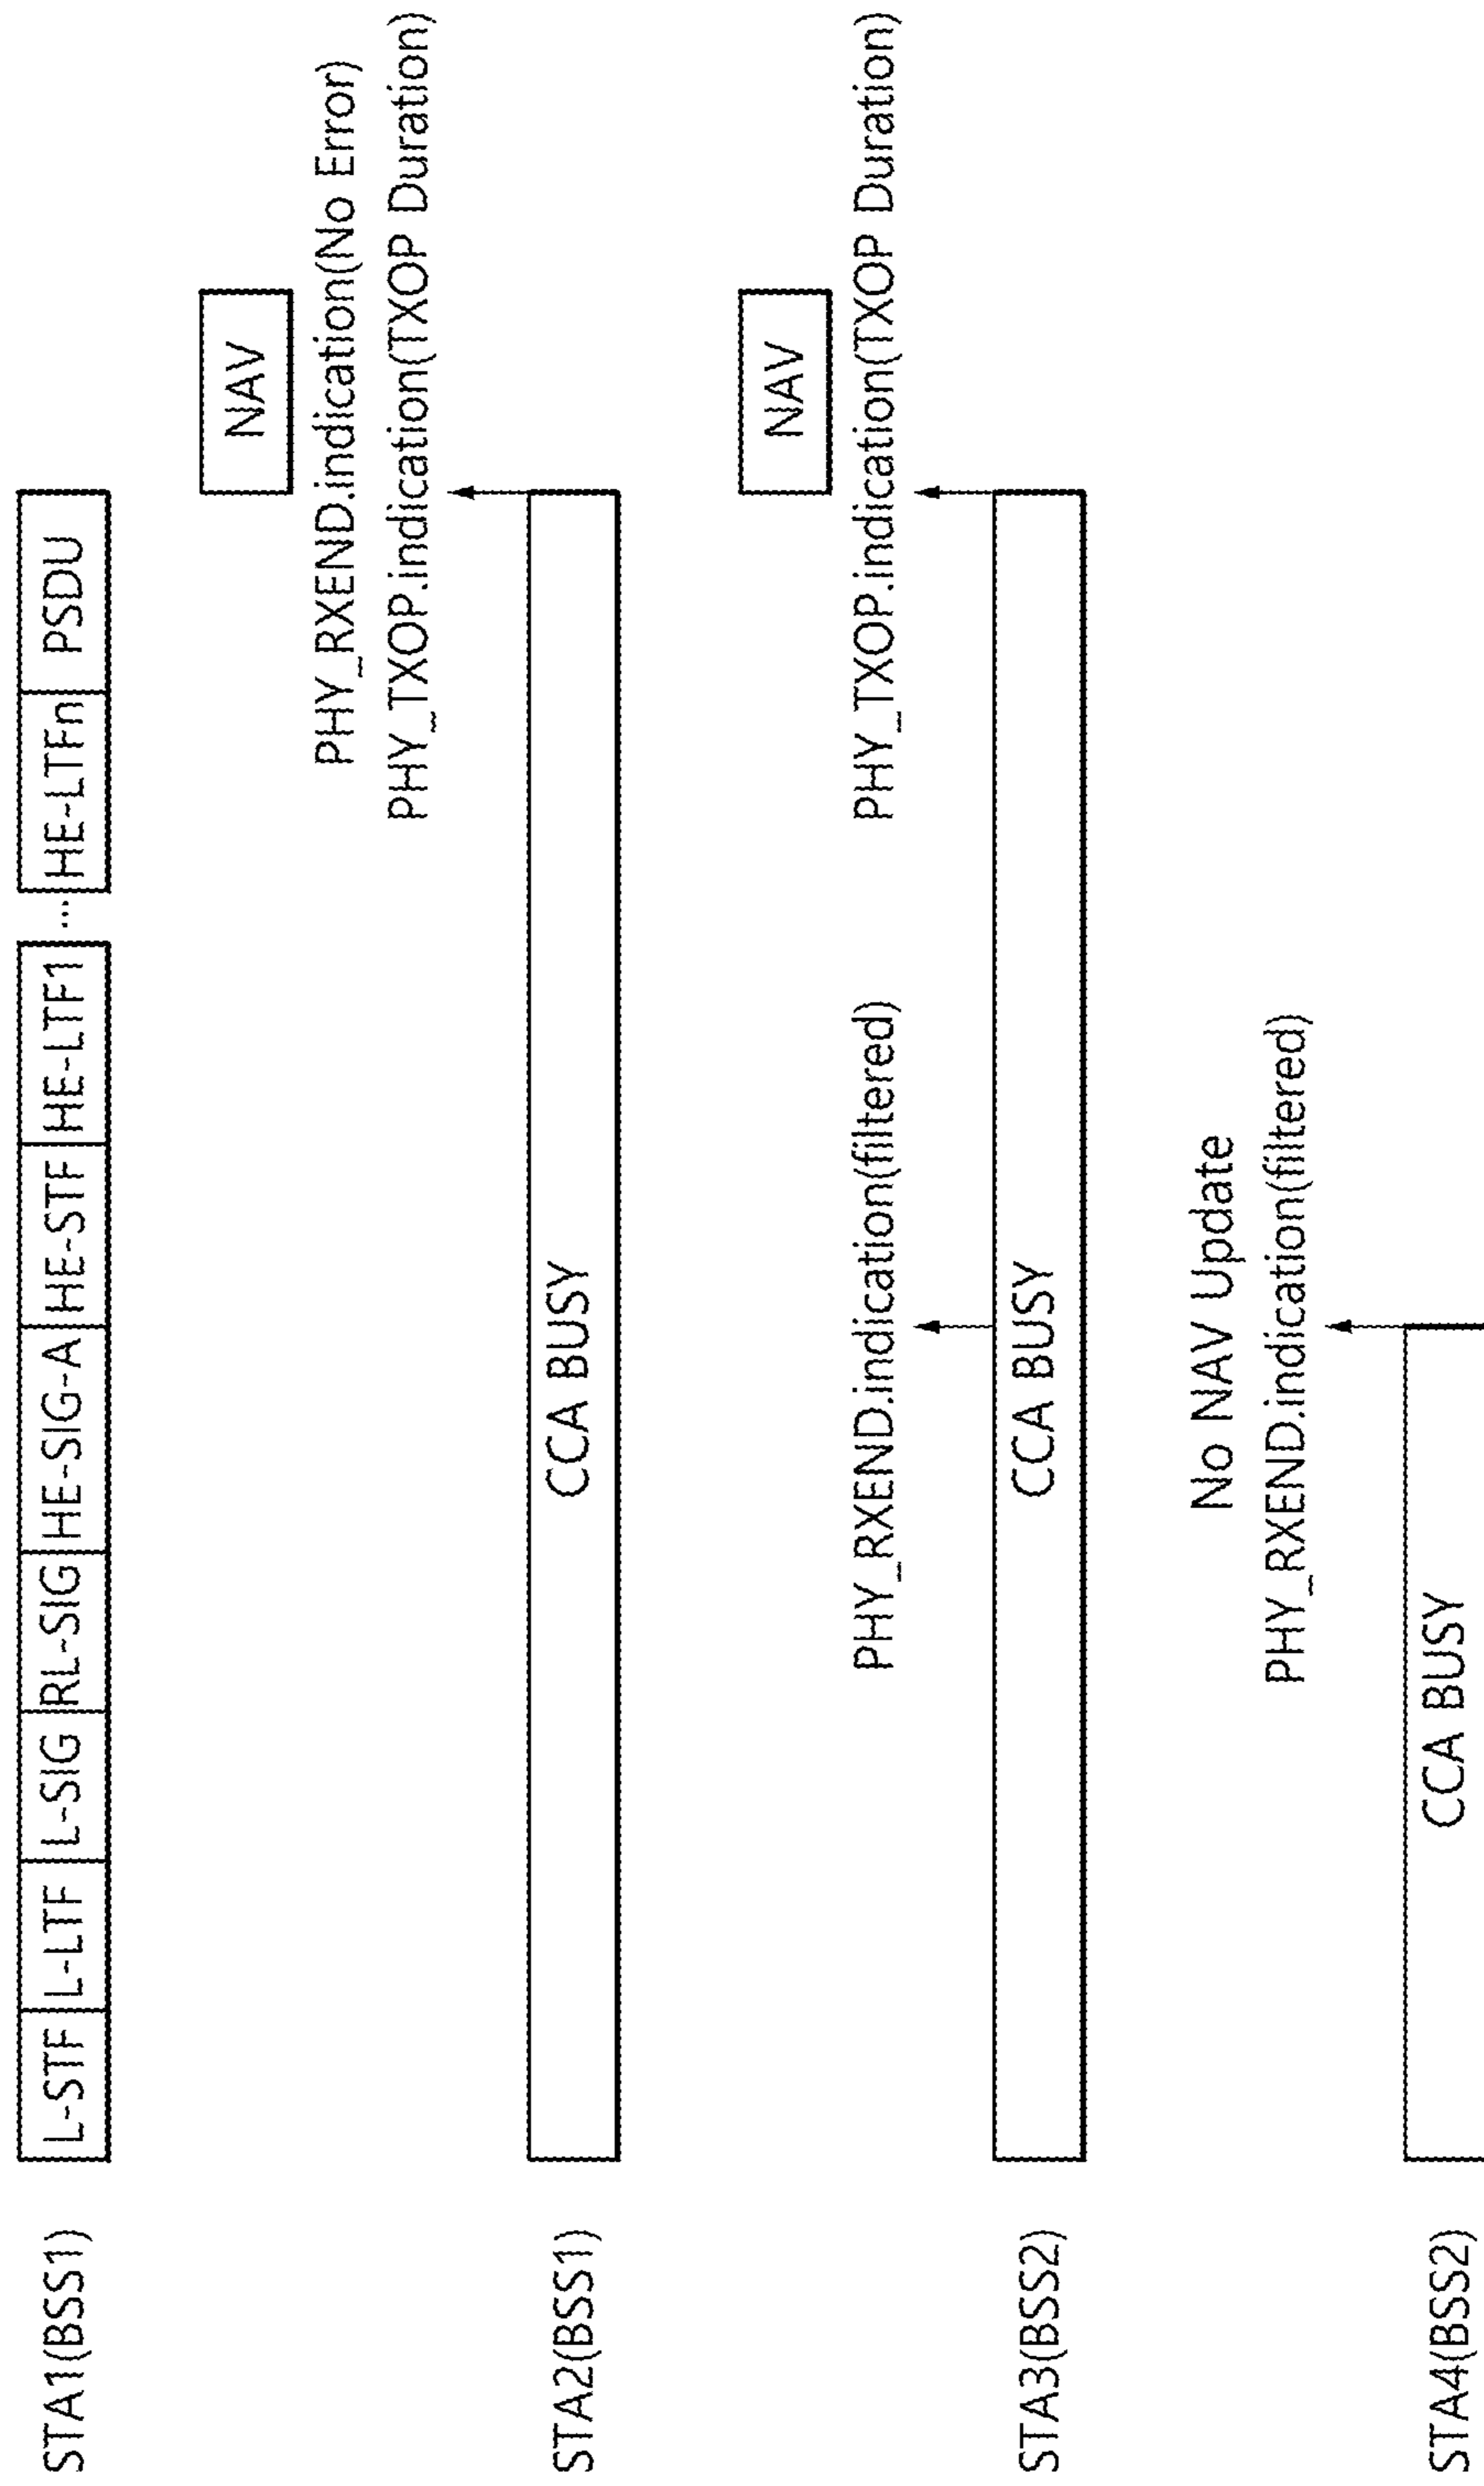 STA1(BSS1)
L-STF L-LTF L-SIG RL-SIG HE-SIG-A HE-STF HE-LTF1 ... HE-LTFn PSDU
NAV
PHY_RXEND.indication(No Error)
PHY_TXOP.indication(TXOP Duration)
STA2(BSS1)
CCA BUSY
NAV
PHY_RXEND.indication(filtered) PHY_TXOP.indication(TXOP Duration)
STA3(BSS2)
CCA BUSY
No NAV Update
PHY_RXEND.indication(filtered)
STA4(BSS2)
CCA BUSY